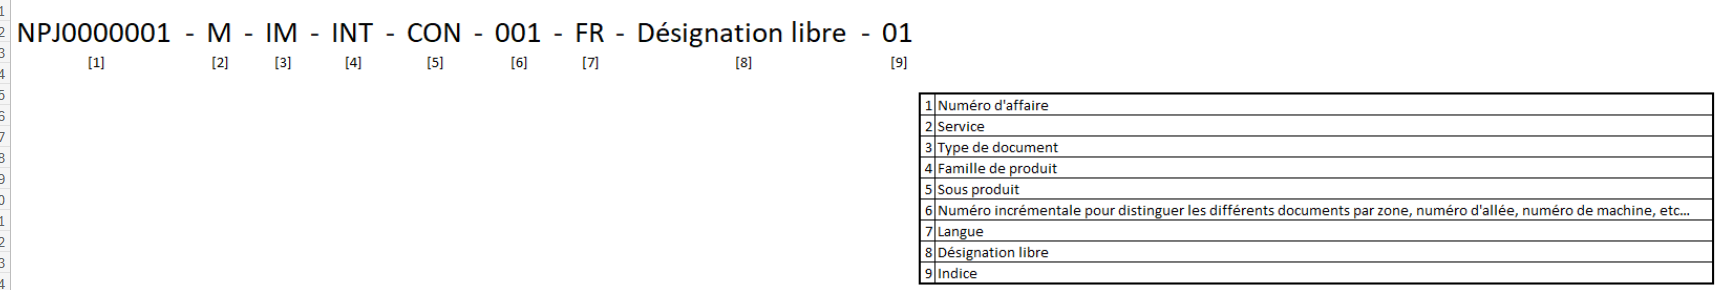 NPJ0000001 - M - IM - INT - CON - 001 - FR - Désignation libre - 01
[1] [2] [3] [4] [5] [6] [7] [8] [9]
1 Numéro d'affaire
2 Service
3 Type de document
4 Famille de produit
5 Sous produit
6 Numéro incrémentale pour distinguer les différents documents par zone, numéro d'allée, numéro de machine, etc...
7 Langue
8 Désignation libre
9 Indice